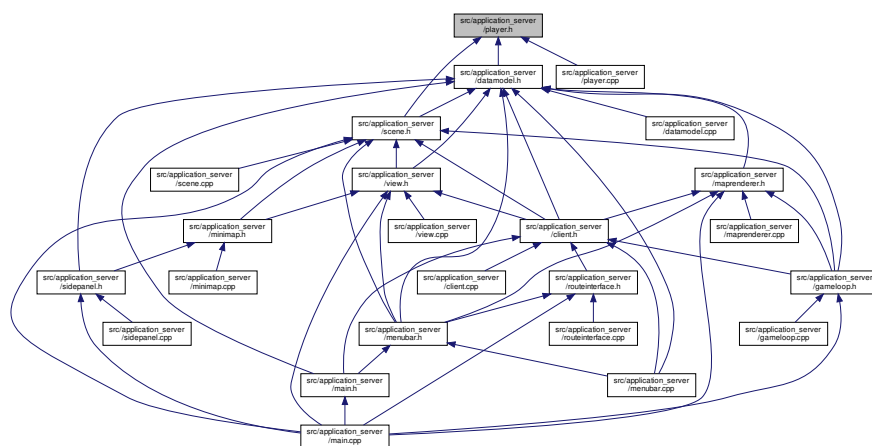 src/application_server
/player.h
src/application_server
/datamodel.h
src/application_server
/player.cpp
src/application_server
/scene.h
src/application_server
/datamodel.cpp
src/application_server
/scene.cpp
src/application_server
/view.h
src/application_server
/maprenderer.h
src/application_server
/minimap.h
src/application_server
/view.cpp
src/application_server
/client.h
src/application_server
/maprenderer.cpp
src/application_server
/sidepanel.h
src/application_server
/minimap.cpp
src/application_server
/client.cpp
src/application_server
/routeinterface.h
src/application_server
/gameloop.h
src/application_server
/sidepanel.cpp
src/application_server
/menubar.h
src/application_server
/routeinterface.cpp
src/application_server
/gameloop.cpp
src/application_server
/main.h
src/application_server
/menubar.cpp
src/application_server
/main.cpp